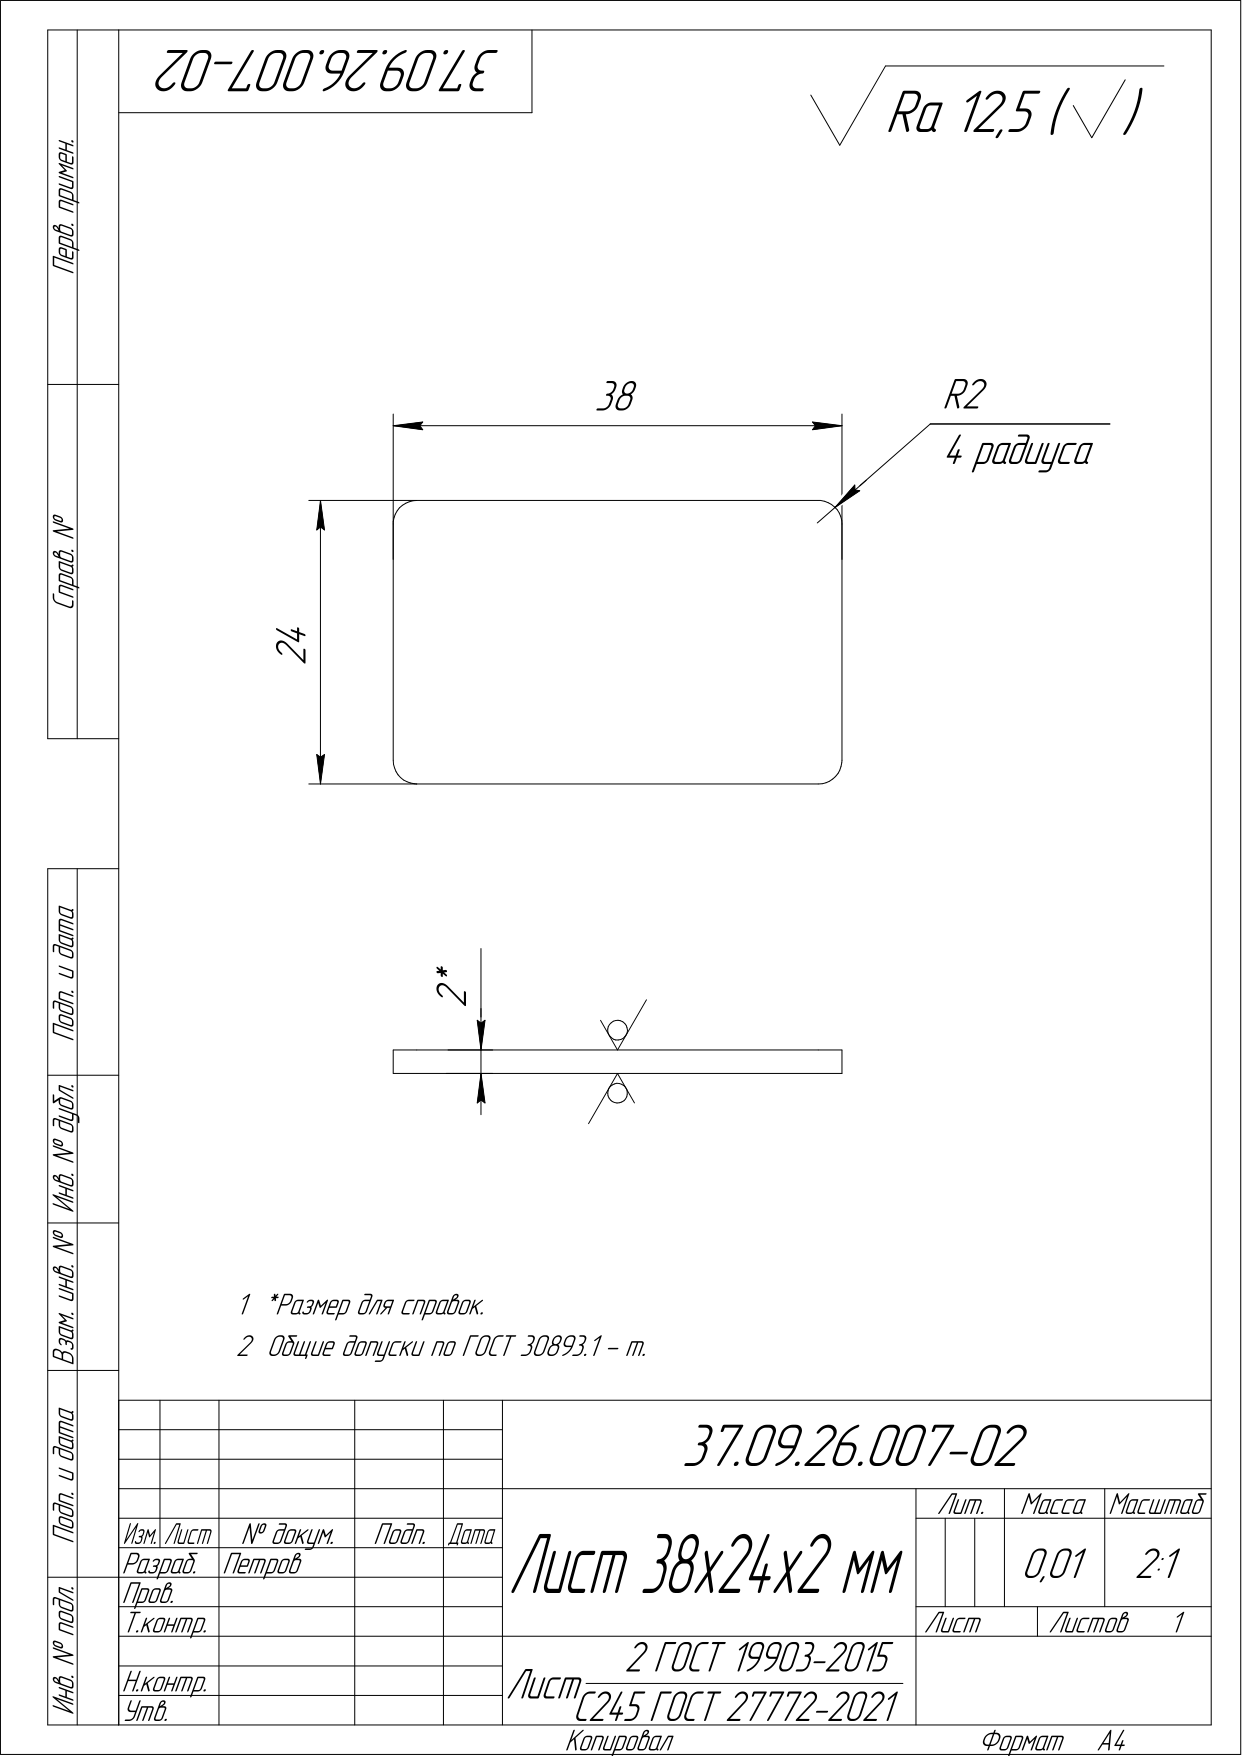 37.09.26.007-02
Ra 12,5 (√)
Перв. примен.
Справ. №
Подп. и дата
Инв. № дубл.
Взам. инв. №
Подп. и дата
Инв. № подл.
38
R2
4 радиуса
24
2*
1 *Размер для справок.
2 Общие допуски по ГОСТ 30893.1 – m.
37.09.26.007-02
Изм. Лист № докум. Подп. Дата
Разраб. Петров
Пров.
Т.контр.
Н.контр.
Утв.
Лист 38х24х2 мм
Лит. Масса Масштаб
0,01 2:1
Лист Листов 1
Лист 2 ГОСТ 19903-2015
С245 ГОСТ 27772-2021
Копировал Формат А4